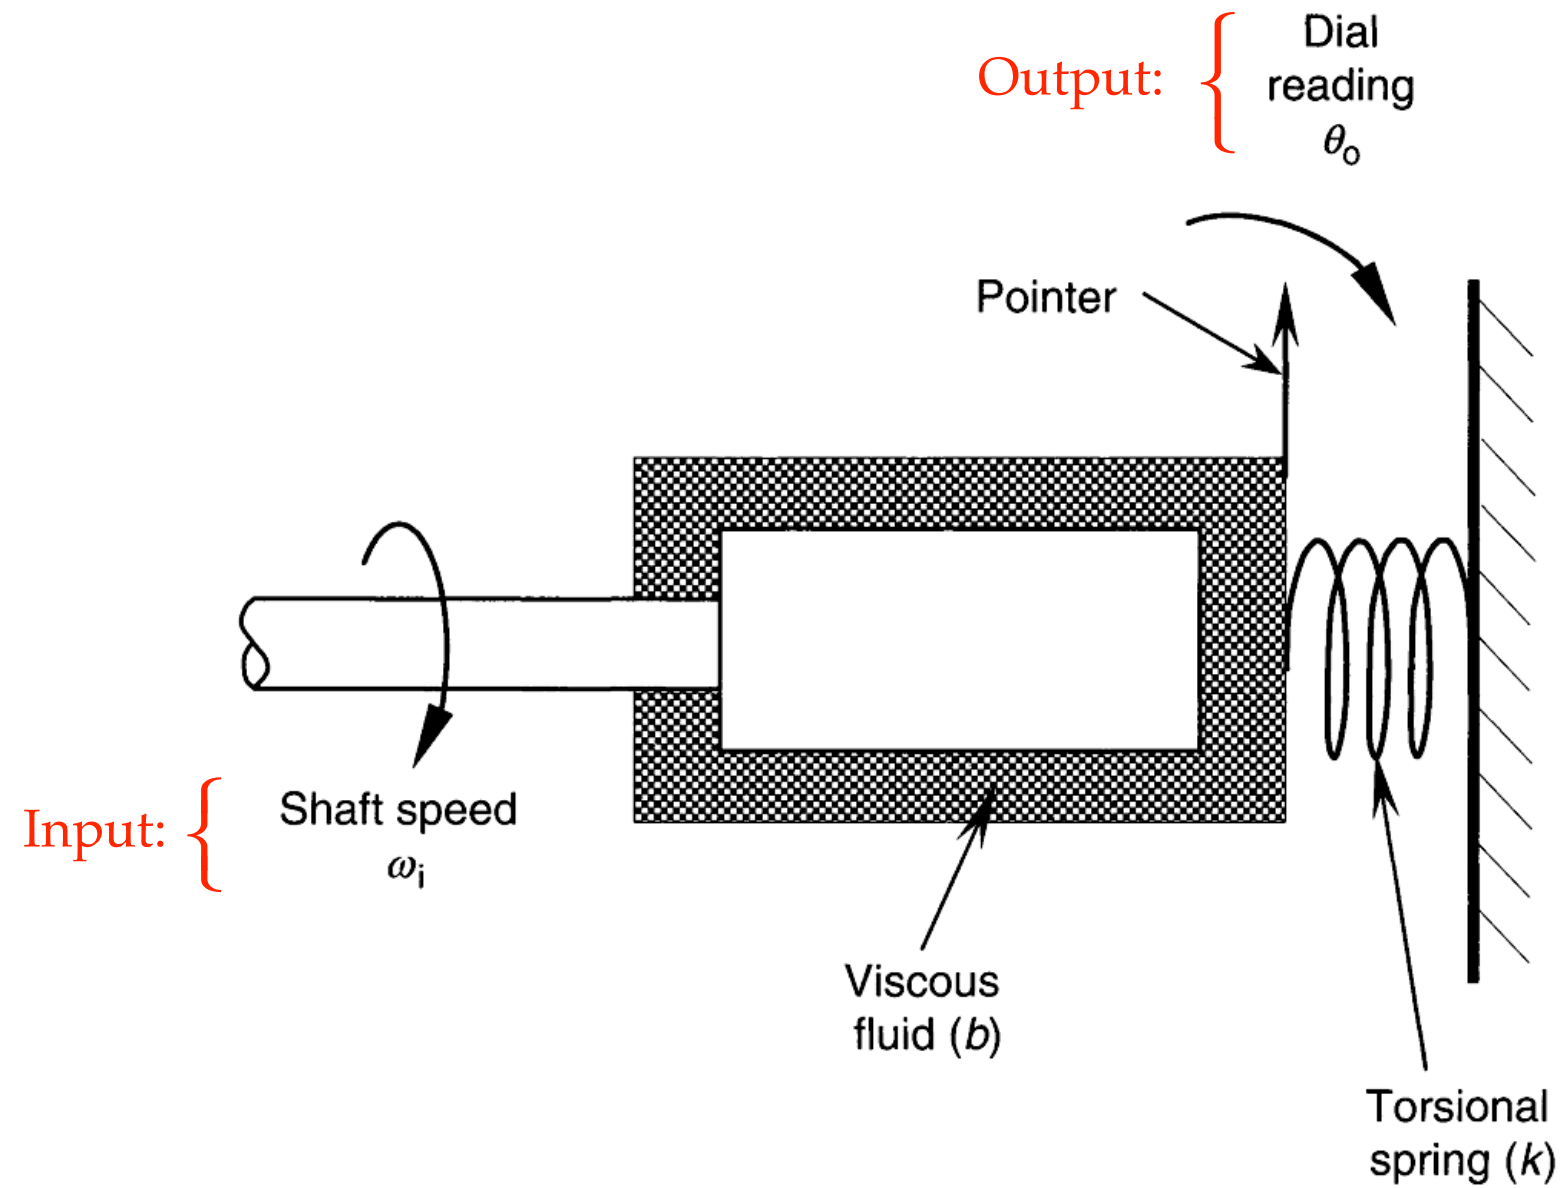 Output: {
Dial
reading
θo
Pointer
Input: {
Shaft speed
ωi
Viscous
fluid (b)
Torsional
spring (k)